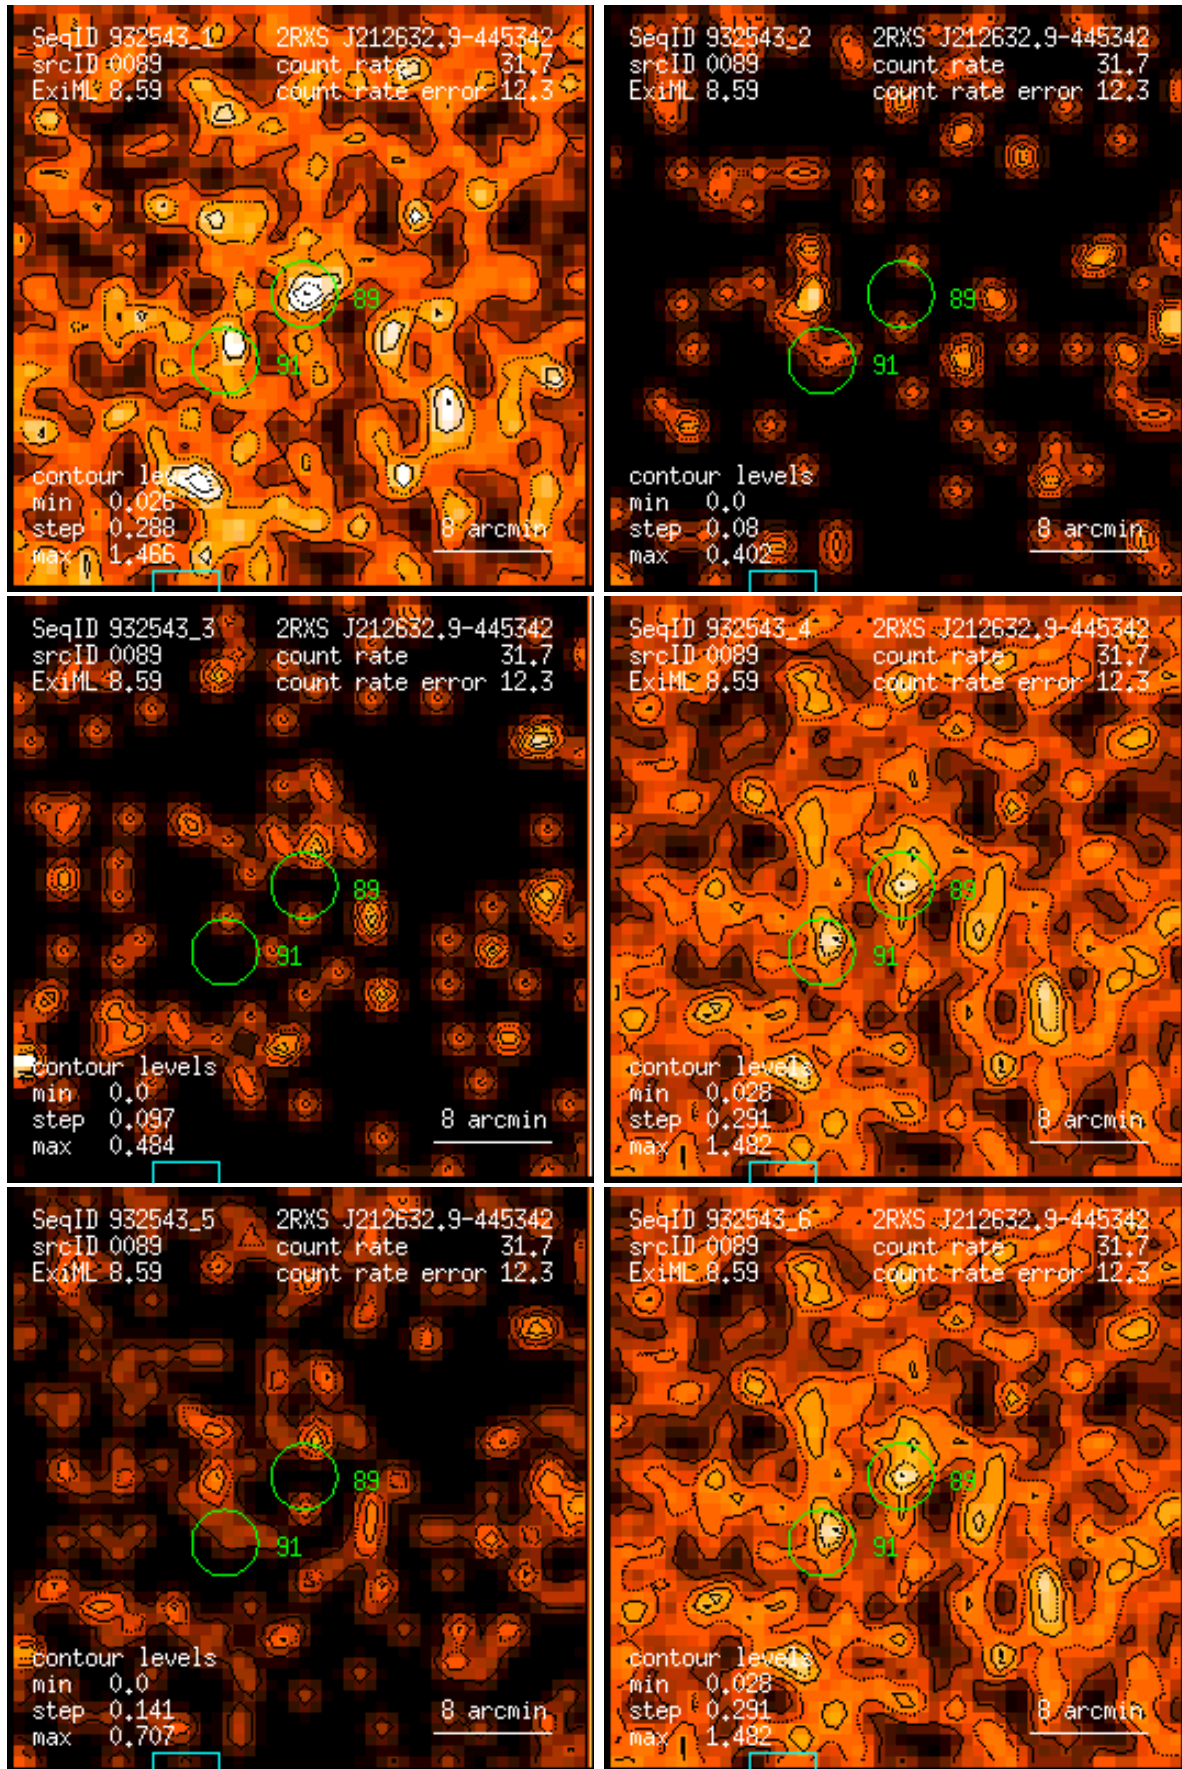 SeqID 932543_1 2RXS J212632.9-445342
srcID 0089 count rate 31.7
ExiML 8.59 count rate error 12.3
89
91
contour levels
min 0.026
step 0.288 8 arcmin
max 1.466
SeqID 932543_2 2RXS J212632.9-445342
srcID 0089 count rate 31.7
ExiML 8.59 count rate error 12.3
89
91
contour levels
min 0.0
step 0.08 8 arcmin
max 0.402
SeqID 932543_3 2RXS J212632.9-445342
srcID 0089 count rate 31.7
ExiML 8.59 count rate error 12.3
89
91
contour levels
min 0.0
step 0.097 8 arcmin
max 0.484
SeqID 932543_4 2RXS J212632.9-445342
srcID 0089 count rate 31.7
ExiML 8.59 count rate error 12.3
89
91
contour levels
min 0.028
step 0.291 8 arcmin
max 1.482
SeqID 932543_5 2RXS J212632.9-445342
srcID 0089 count rate 31.7
ExiML 8.59 count rate error 12.3
89
91
contour levels
min 0.0
step 0.141 8 arcmin
max 0.707
SeqID 932543_6 2RXS J212632.9-445342
srcID 0089 count rate 31.7
ExiML 8.59 count rate error 12.3
89
91
contour levels
min 0.028
step 0.291 8 arcmin
max 1.482